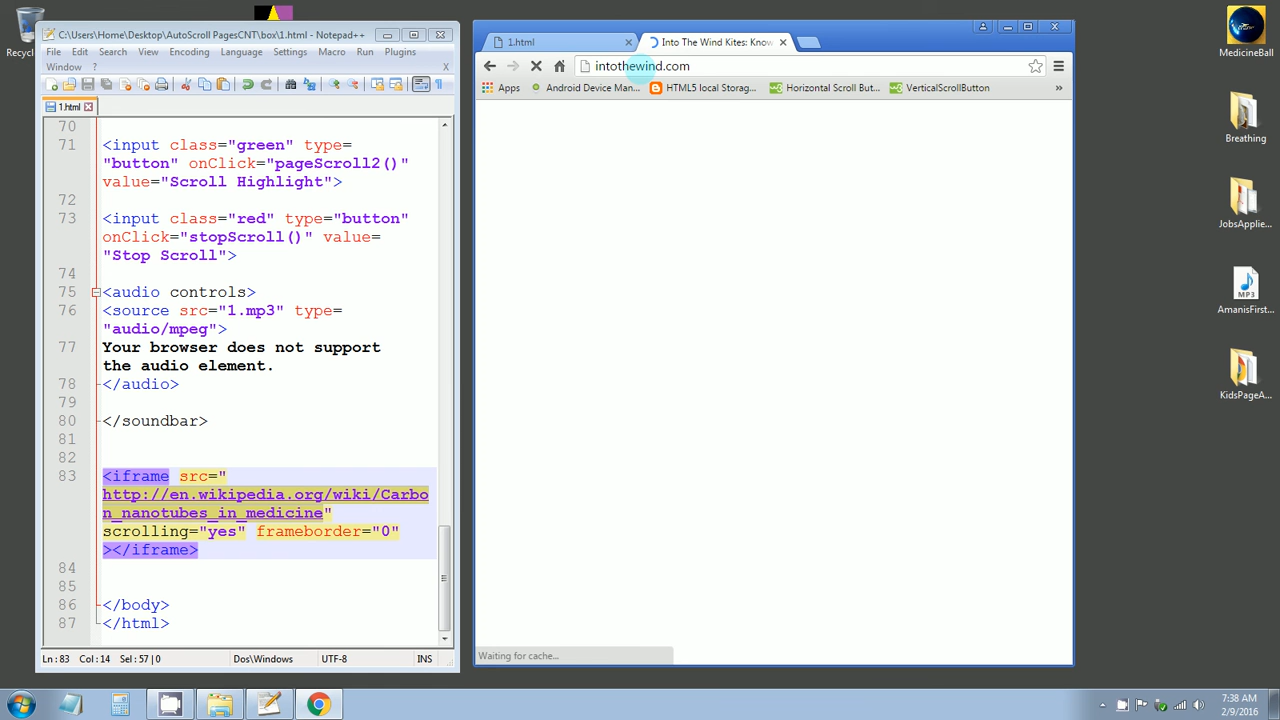 Recyc
C:\Users\Home\Desktop\AutoScroll PagesCNT\box\1.html - Notepad++
File Edit Search View Encoding Language Settings Macro Run Plugins
Window ? X
1.html
70
71 <input class="green" type=
"button" onClick="pageScroll2()"
value="Scroll Highlight">
72
73 <input class="red" type="button"
onClick="stopScroll()" value=
"Stop Scroll">
74
75 <audio controls>
76 <source src="1.mp3" type=
"audio/mpeg">
77 Your browser does not support
the audio element.
78 </audio>
79
80 </soundbar>
81
82
83 <iframe src="
http://en.wikipedia.org/wiki/Carbo
n_nanotubes_in_medicine"
scrolling="yes" frameborder="0"
></iframe>
84
85
86 </body>
87 </html>
Ln:83 Col:14 Sel:57|0 Dos\Windows UTF-8 INS
1.html Into The Wind Kites: Know
intothewind.com
Apps Android Device Man... HTML5 local Storag... Horizontal Scroll But... VerticalScrollButton »
Waiting for cache...
MedicineBall
Breathing
JobsApplie...
MP3
AmanisFirst...
KidsPageA...
7:38 AM
2/9/2016